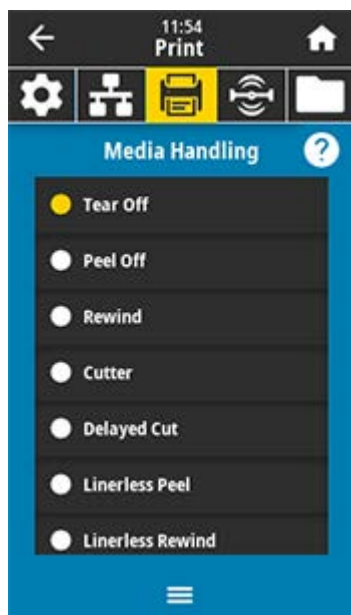 11:54
Print
Media Handling
?
Tear Off
Peel Off
Rewind
Cutter
Delayed Cut
Linerless Peel
Linerless Rewind